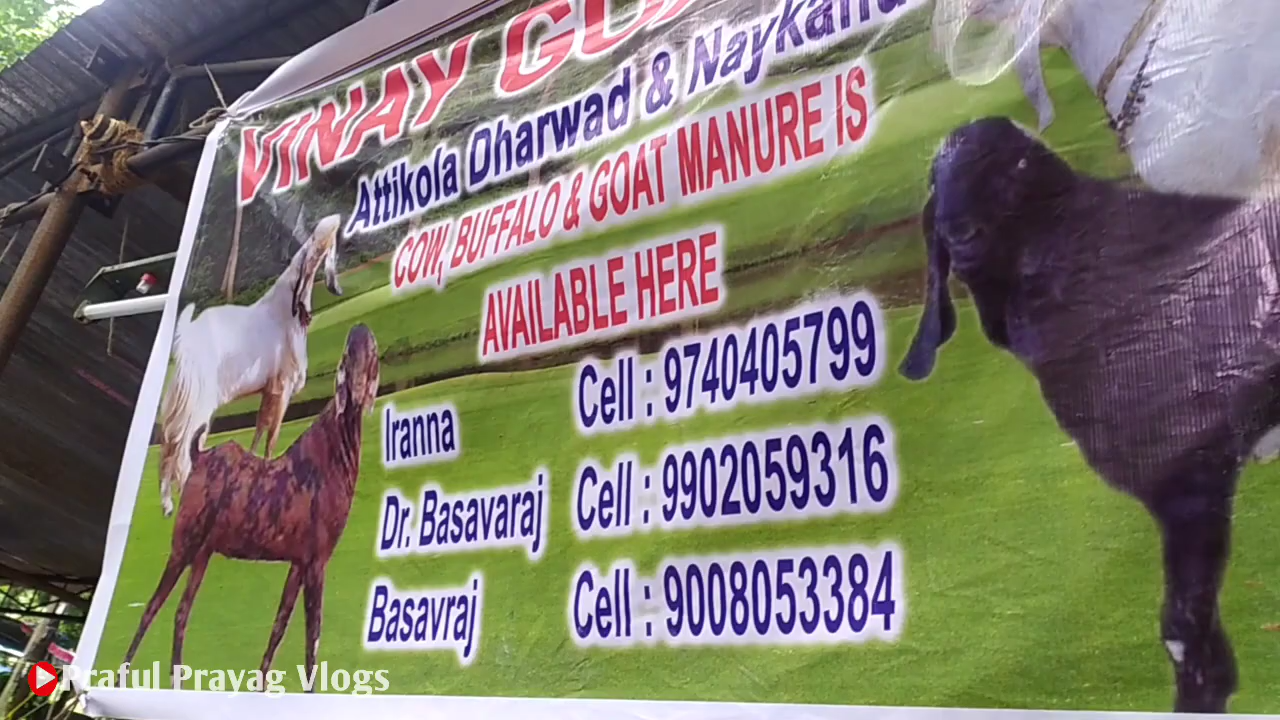 VINAY
Attikola Dharwad &
COW, BUFFALO & GOAT MANURE IS
AVAILABLE HERE
Iranna Cell : 9740405799
Dr. Basavaraj Cell : 9902059316
Basavraj Cell : 9008053384
Praful Prayag Vlogs